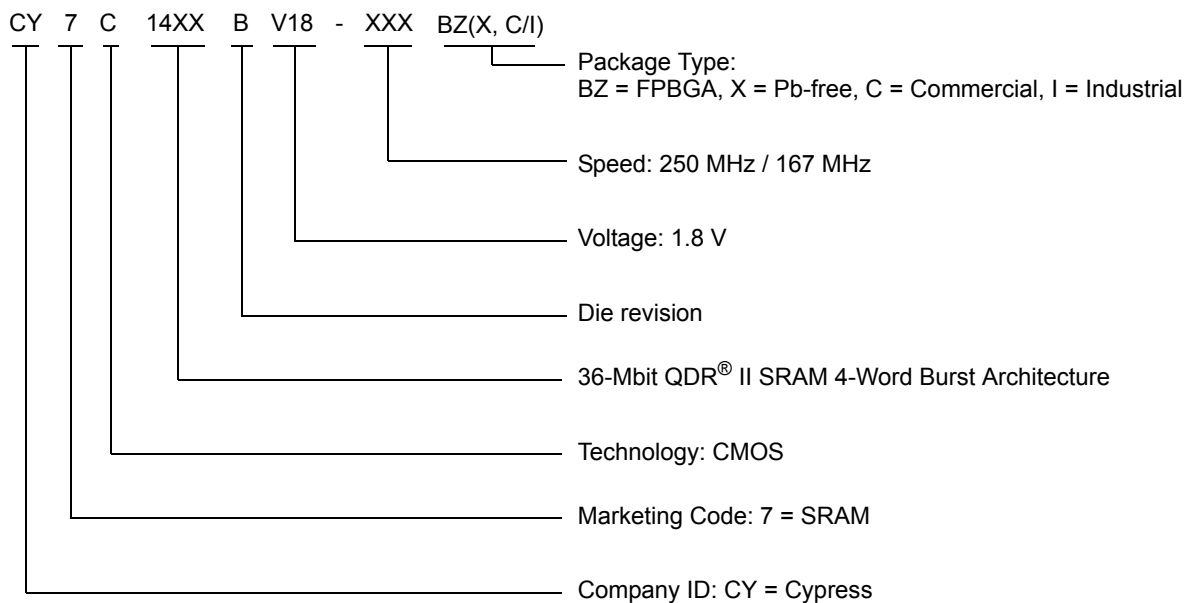 CY 7 C 14XX B V18 - XXX BZ(X, C/I)
Package Type:
BZ = FPBGA, X = Pb-free, C = Commercial, I = Industrial
Speed: 250 MHz / 167 MHz
Voltage: 1.8 V
Die revision
36-Mbit QDR® II SRAM 4-Word Burst Architecture
Technology: CMOS
Marketing Code: 7 = SRAM
Company ID: CY = Cypress